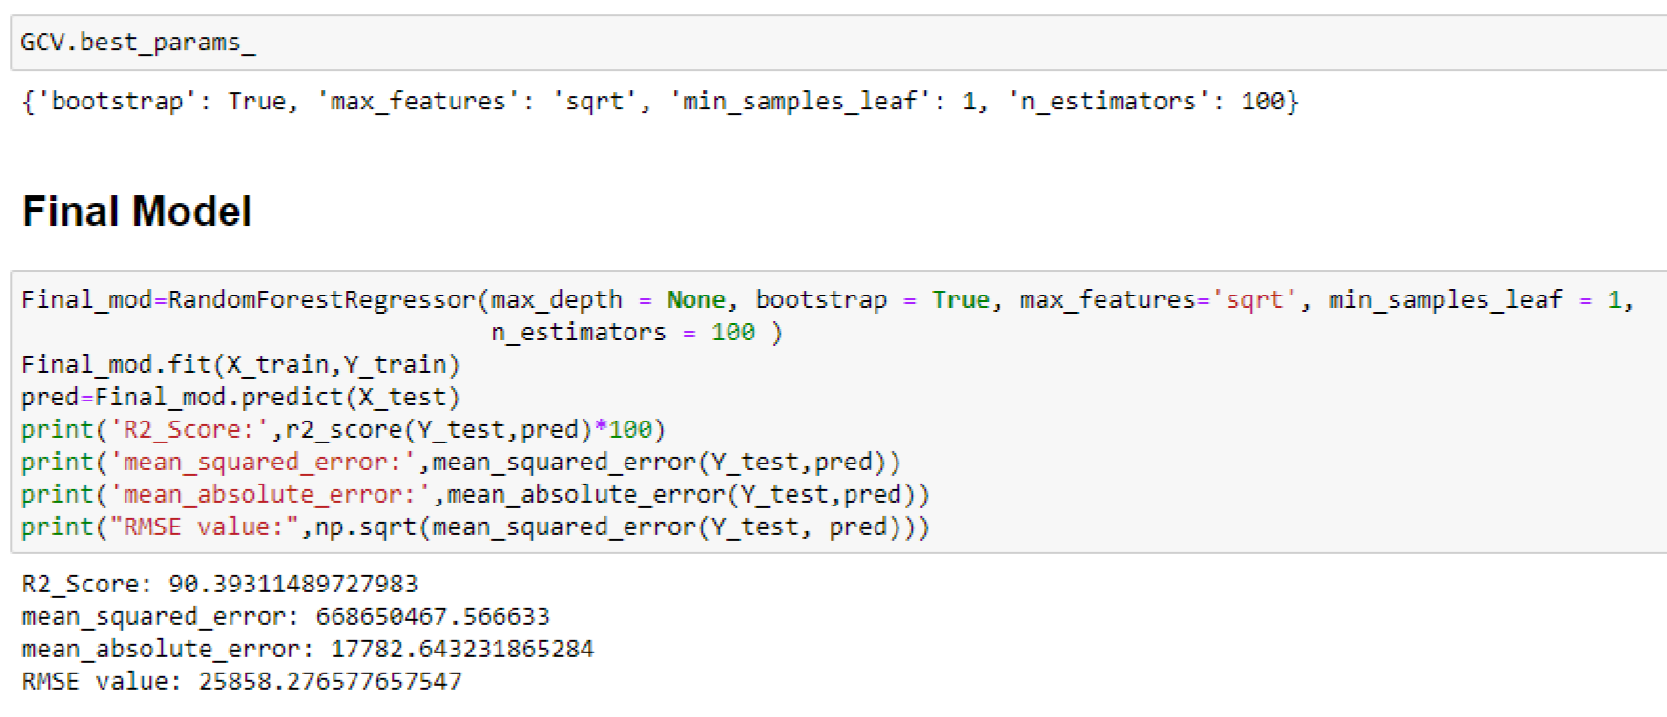 GCV.best_params_
{'bootstrap': True, 'max_features': 'sqrt', 'min_samples_leaf': 1, 'n_estimators': 100}
Final Model
Final_mod=RandomForestRegressor(max_depth = None, bootstrap = True, max_features='sqrt', min_samples_leaf = 1,
n_estimators = 100 )
Final_mod.fit(X_train,Y_train)
pred=Final_mod.predict(X_test)
print('R2_Score:',r2_score(Y_test,pred)*100)
print('mean_squared_error:',mean_squared_error(Y_test,pred))
print('mean_absolute_error:',mean_absolute_error(Y_test,pred))
print("RMSE value:",np.sqrt(mean_squared_error(Y_test, pred)))
R2_Score: 90.39311489727983
mean_squared_error: 668650467.566633
mean_absolute_error: 17782.643231865284
RMSE value: 25858.276577657547